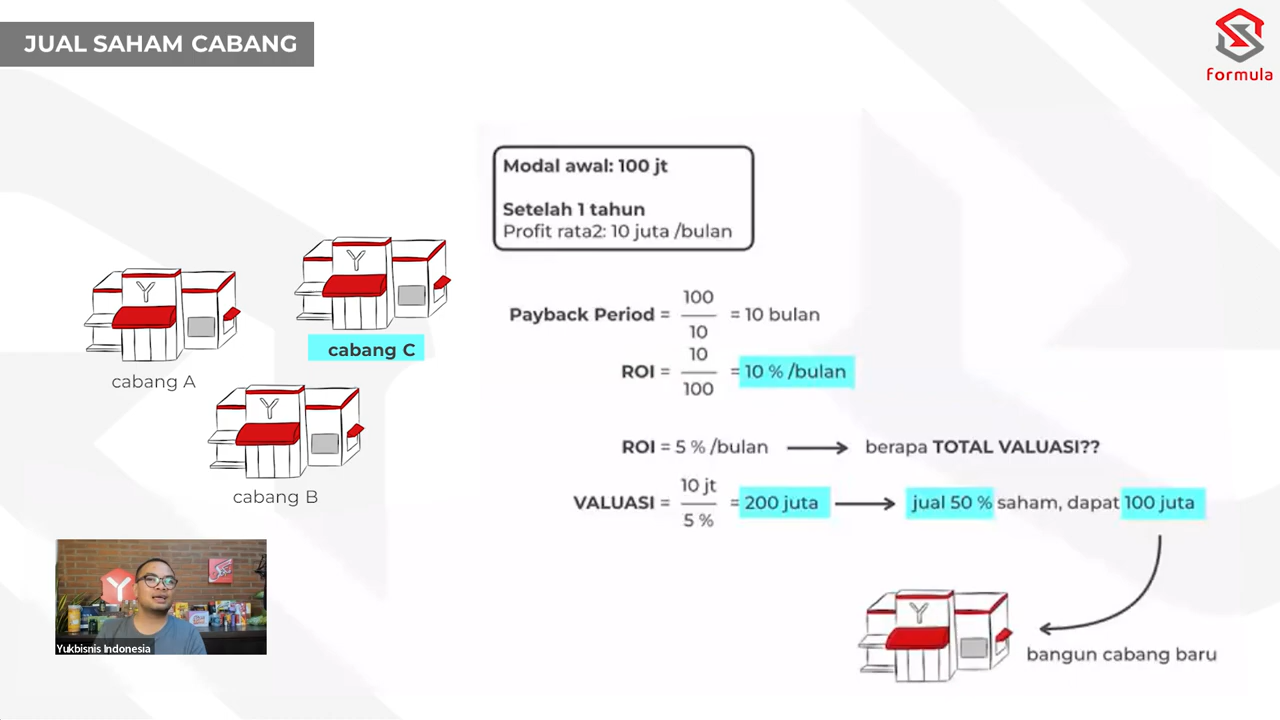 JUAL SAHAM CABANG
Formula
Modal awal: 100 jt
Setelah 1 tahun
Profit rata2: 10 juta /bulan
Payback Period = 100 / 10 = 10 bulan
ROI = 10 / 100 = 10 % /bulan
ROI = 5 % /bulan → berapa TOTAL VALUASI??
VALUASI = 10 jt / 5 % = 200 juta → jual 50 % saham, dapat 100 juta
bangun cabang baru
Y
cabang C
Y
cabang A
Y
cabang B
Y
Y
Yukbisnis Indonesia